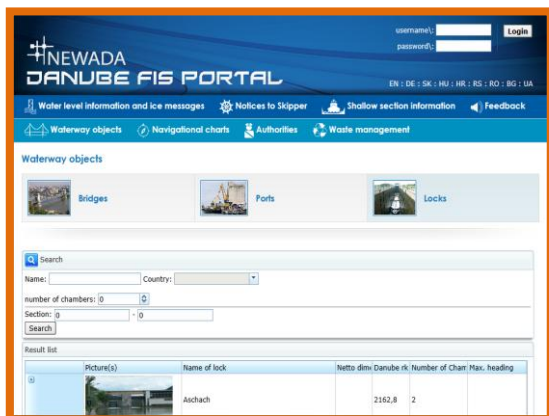 username\:
Login
password\:
NEWADA
DANUBE FIS PORTAL
EN : DE : SK : HU : HR : RS : RO : BG : UA
Water level information and ice messages Notices to Skipper Shallow section information Feedback
Waterway objects Navigational charts Authorities Waste management
Waterway objects
Bridges Ports Locks
Search
Name: Country:
number of chambers: 0
Section: 0 - 0
Search
Result list
Picture(s) Name of lock Netto dim Danube rk Number of Cham Max. heading
Aschach 2162,8 2